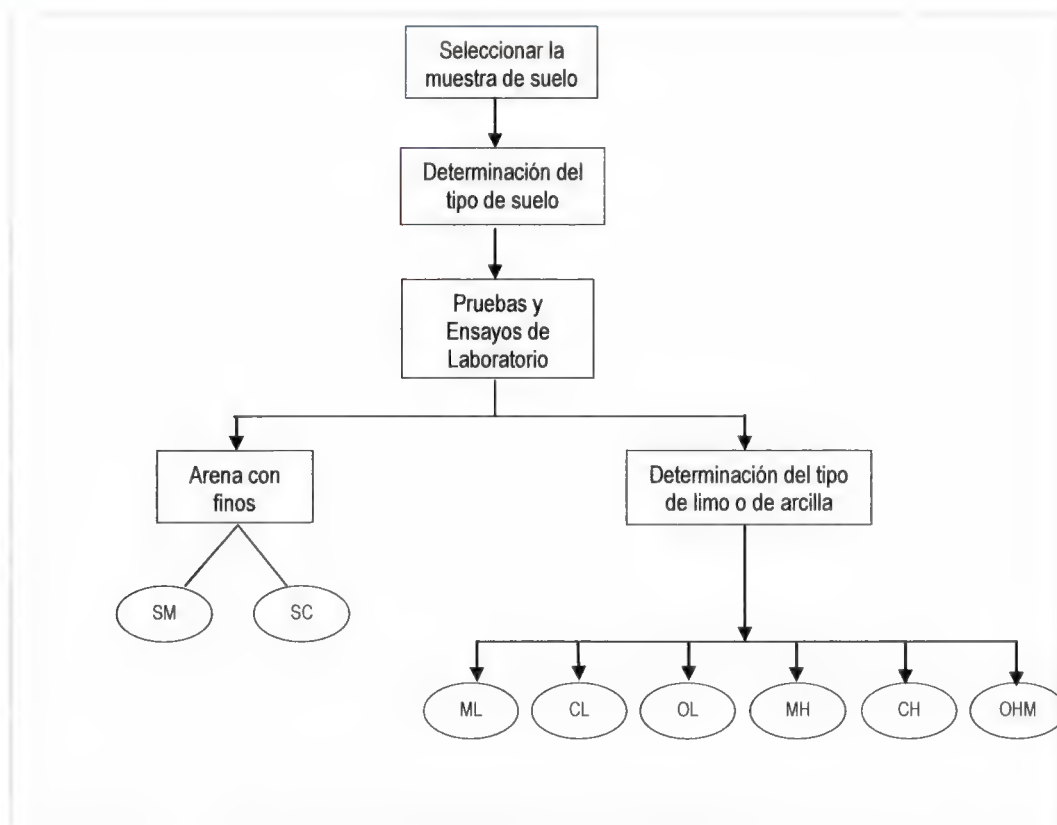 Seleccionar la
muestra de suelo
Determinación del
tipo de suelo
Pruebas y
Ensayos de
Laboratorio
Arena con
finos
Determinación del tipo
de limo o de arcilla
SM
SC
ML
CL
OL
MH
CH
OHM